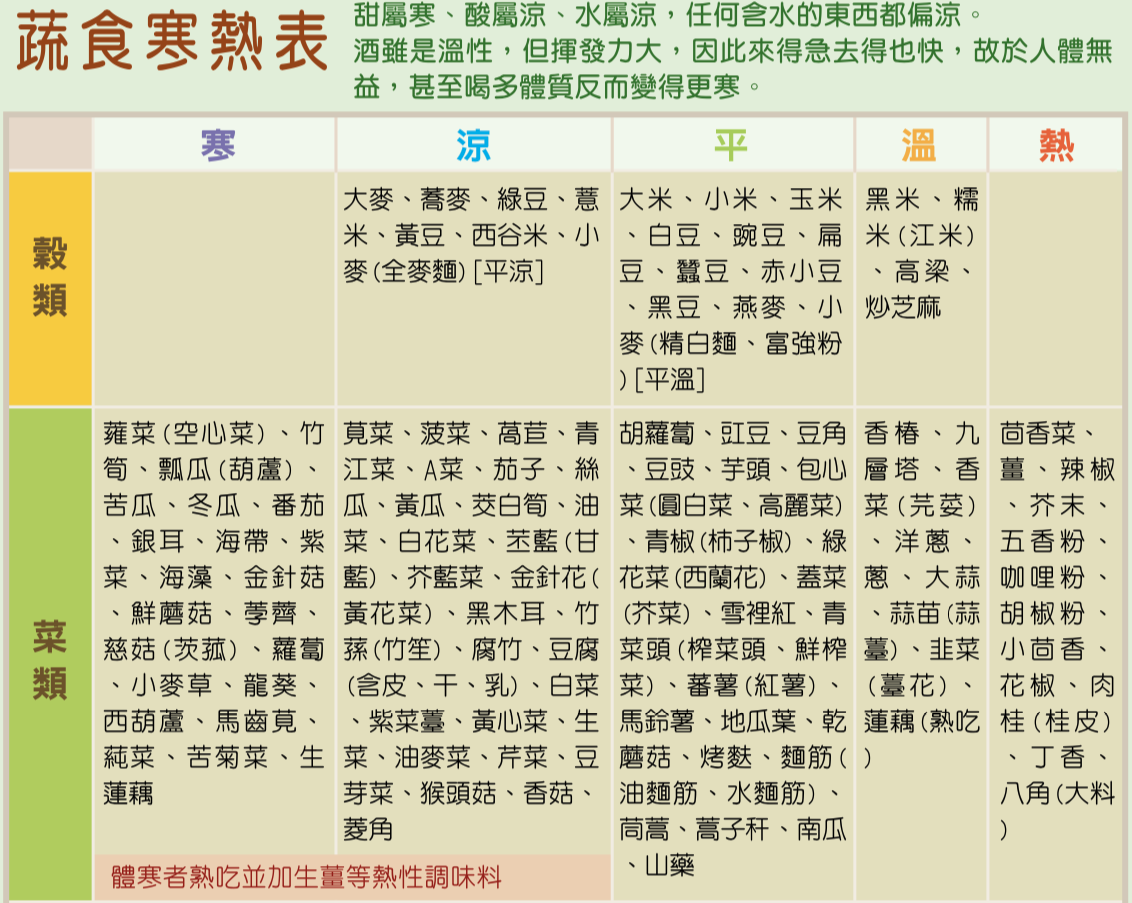 蔬食寒熱表
甜屬寒、酸屬涼、水屬涼，任何含水的東西都偏涼。
酒雖是溫性，但揮發力大，因此來得急去得也快，故於人體無
益，甚至喝多體質反而變得更寒。
寒
涼
平
溫
熱
穀
類
大麥、蕎麥、綠豆、薏
米、黃豆、西谷米、小
麥(全麥麵)[平涼]
大米、小米、玉米
、白豆、豌豆、扁
豆、蠶豆、赤小豆
、黑豆、燕麥、小
麥(精白麵、富強粉
)[平溫]
黑米、糯
米(江米)
、高梁、
炒芝麻
菜
類
蕹菜(空心菜)、竹
筍、瓢瓜(葫蘆)、
苦瓜、冬瓜、番茄
、銀耳、海帶、紫
菜、海藻、金針菇
、鮮蘑菇、荸薺、
慈菇(茨菰)、蘿蔔
、小麥草、龍葵、
西葫蘆、馬齒莧、
蒓菜、苦菊菜、生
蓮藕
莧菜、菠菜、萵苣、青
江菜、A菜、茄子、絲
瓜、黃瓜、茭白筍、油
菜、白花菜、苤藍(甘
藍)、芥藍菜、金針花(
黃花菜)、黑木耳、竹
蓀(竹笙)、腐竹、豆腐
(含皮、干、乳)、白菜
、紫菜薹、黃心菜、生
菜、油麥菜、芹菜、豆
芽菜、猴頭菇、香菇、
菱角
體寒者熟吃並加生薑等熱性調味料
胡蘿蔔、豇豆、豆角
、豆豉、芋頭、包心
菜(圓白菜、高麗菜)
、青椒(柿子椒)、綠
花菜(西蘭花)、蓋菜
(芥菜)、雪裡紅、青
菜頭(榨菜頭、鮮榨
菜)、蕃薯(紅薯)、
馬鈴薯、地瓜葉、乾
蘑菇、烤麩、麵筋(
油麵筋、水麵筋)、
茼蒿、蒿子秆、南瓜
、山藥
香椿、九
層塔、香
菜(芫荽)
、洋蔥、
蔥、大蒜
、蒜苗(蒜
薹)、韭菜
(薹花)、
蓮藕(熟吃
)
茴香菜、
薑、辣椒
、芥末、
五香粉、
咖哩粉、
胡椒粉、
小茴香、
花椒、肉
桂(桂皮)
、丁香、
八角(大料
)